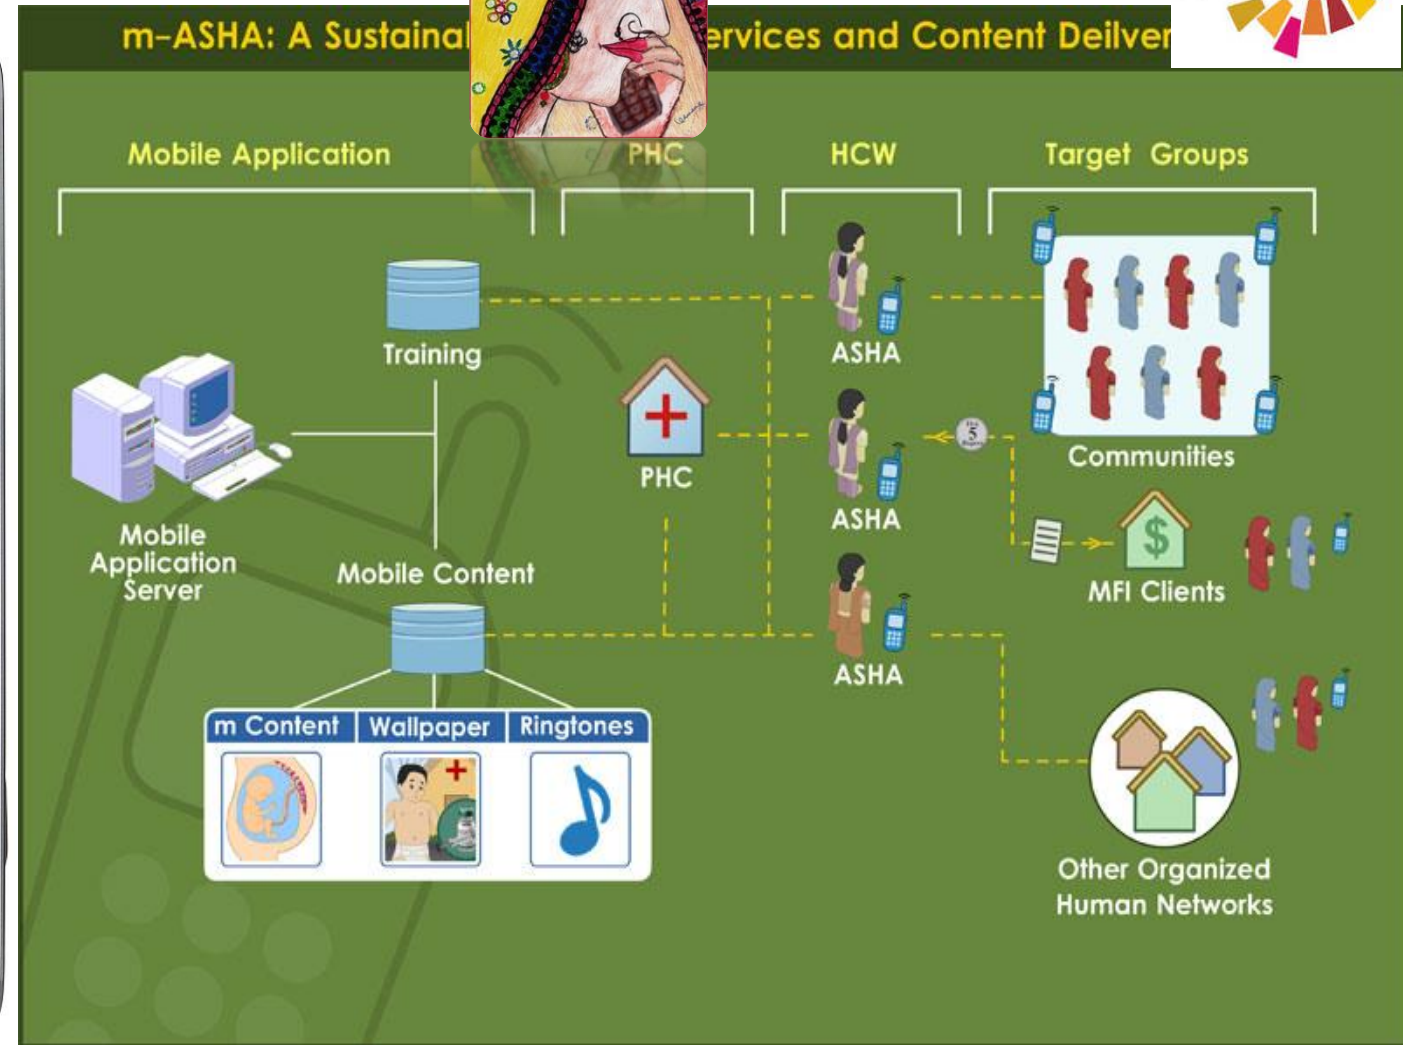 m-ASHA: A Sustainal ervices and Content Deilver
Mobile Application
PHC
HCW
Target Groups
Training
ASHA
Communities
PHC
ASHA
Mobile
Application
Server
Mobile Content
MFI Clients
ASHA
m Content
Wallpaper
Ringtones
Other Organized
Human Networks
5